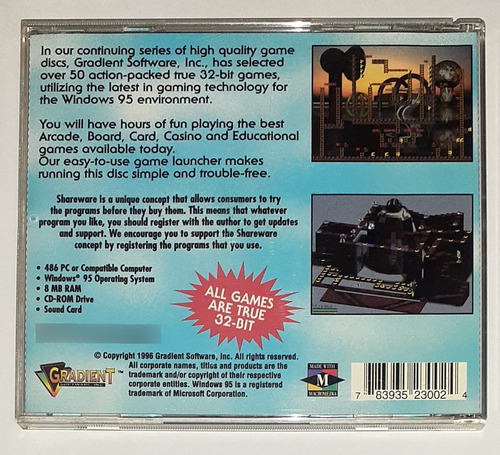 In our continuing series of high quality game
discs, Gradient Software, Inc., has selected
over 50 action-packed true 32-bit games,
utilizing the latest in gaming technology for
the Windows 95 environment.
You will have hours of fun playing the best
Arcade, Board, Card, Casino and Educational
games available today.
Our easy-to-use game launcher makes
running this disc simple and trouble-free.
Shareware is a unique concept that allows consumers to try
the programs before they buy them. This means that whatever
program you like, you should register with the author to get updates
and support. We encourage you to support the Shareware
concept by registering the programs that you use.
• 486 PC or Compatible Computer
• Windows® 95 Operating System
• 8 MB RAM
• CD-ROM Drive
• Sound Card
ALL GAMES
ARE TRUE
32-BIT
GRADIENT
© Copyright 1996 Gradient Software, Inc. All rights reserved.
All corporate names, titles and products are the
trademark and/or copyright of their respective
corporate entities. Windows 95 is a registered
trademark of Microsoft Corporation.
MADE WITH
M
MACROMEDIA
7 63935 23002 4